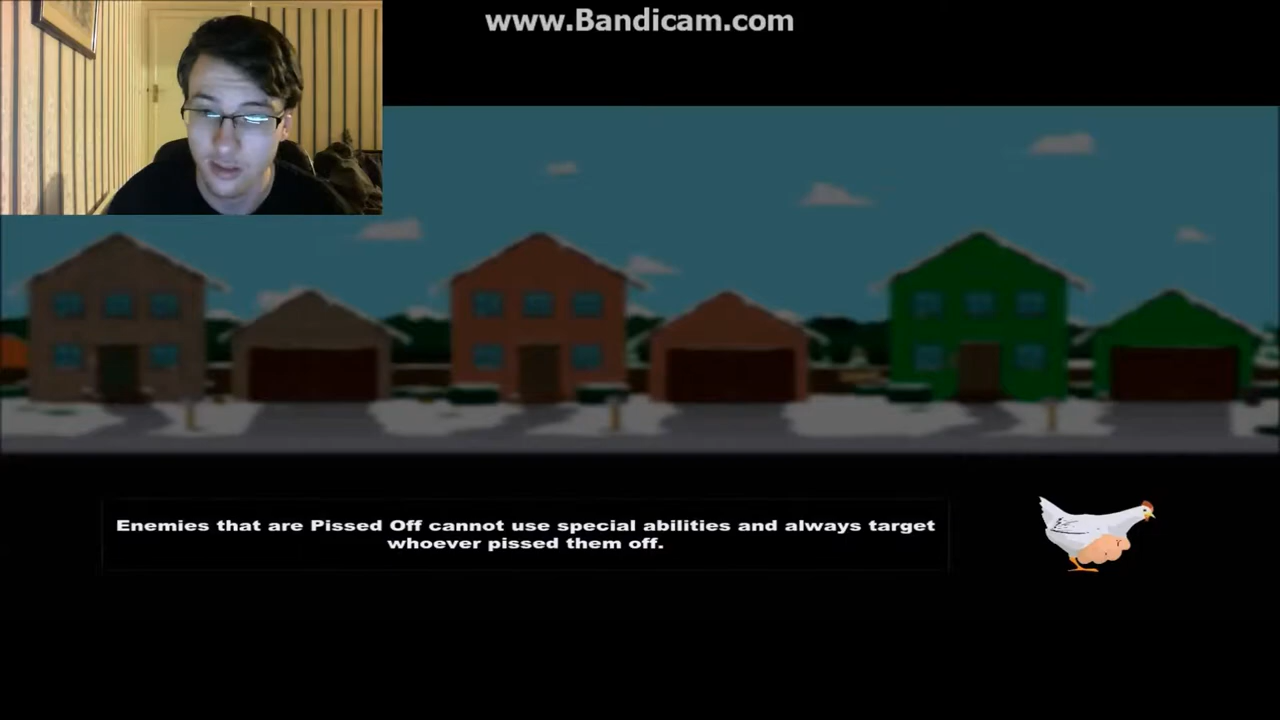 www.Bandicam.com
Enemies that are Pissed Off cannot use special abilities and always target
whoever pissed them off.